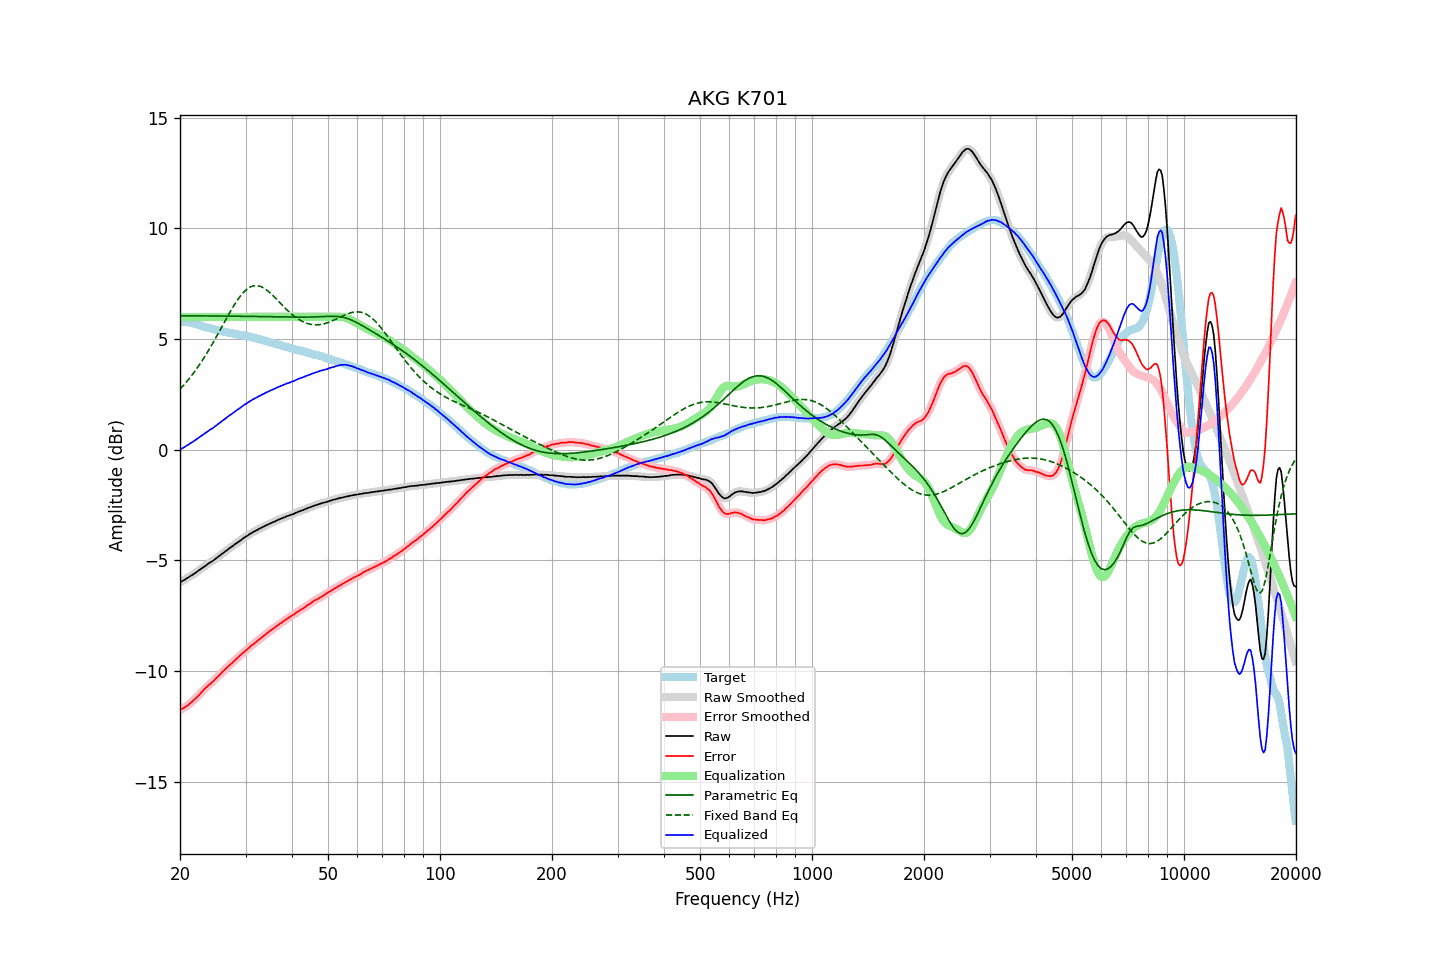 AKG K701
15
10
5
0
−5
−10
−15
Amplitude (dBr)
20
50
100
200
500
1000
2000
5000
10000
20000
Frequency (Hz)
Target
Raw Smoothed
Error Smoothed
Raw
Error
Equalization
Parametric Eq
Fixed Band Eq
Equalized